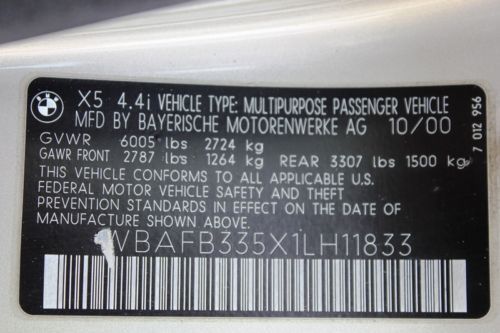 X5 4.4i VEHICLE TYPE: MULTIPURPOSE PASSENGER VEHICLE
MFD BY BAYERISCHE MOTORENWERKE AG 10/00
GVWR 6005 lbs 2724 kg
GAWR FRONT 2787 lbs 1264 kg REAR 3307 lbs 1500 kg
THIS VEHICLE CONFORMS TO ALL APPLICABLE U.S.
FEDERAL MOTOR VEHICLE SAFETY AND THEFT
PREVENTION STANDARDS IN EFFECT ON THE DATE OF
MANUFACTURE SHOWN ABOVE.
WBAFB335X1LH11833
7 012 956
BMW